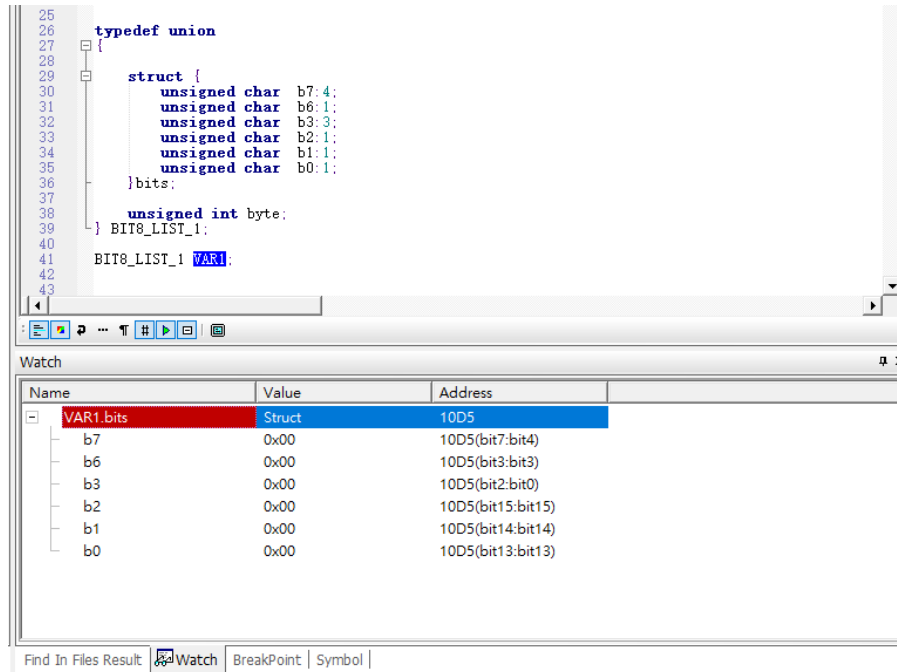 25
26 typedef union
27 {
28
29 struct {
30 unsigned char b7:4;
31 unsigned char b6:1;
32 unsigned char b3:3;
33 unsigned char b2:1;
34 unsigned char b1:1;
35 unsigned char b0:1;
36 }bits;
37
38 unsigned int byte;
39 } BIT8_LIST_1;
40
41 BIT8_LIST_1 VAR1;
42
43
Watch
Name Value Address
VAR1.bits Struct 10D5
b7 0x00 10D5(bit7:bit4)
b6 0x00 10D5(bit3:bit3)
b3 0x00 10D5(bit2:bit0)
b2 0x00 10D5(bit15:bit15)
b1 0x00 10D5(bit14:bit14)
b0 0x00 10D5(bit13:bit13)
Find In Files Result Watch BreakPoint Symbol